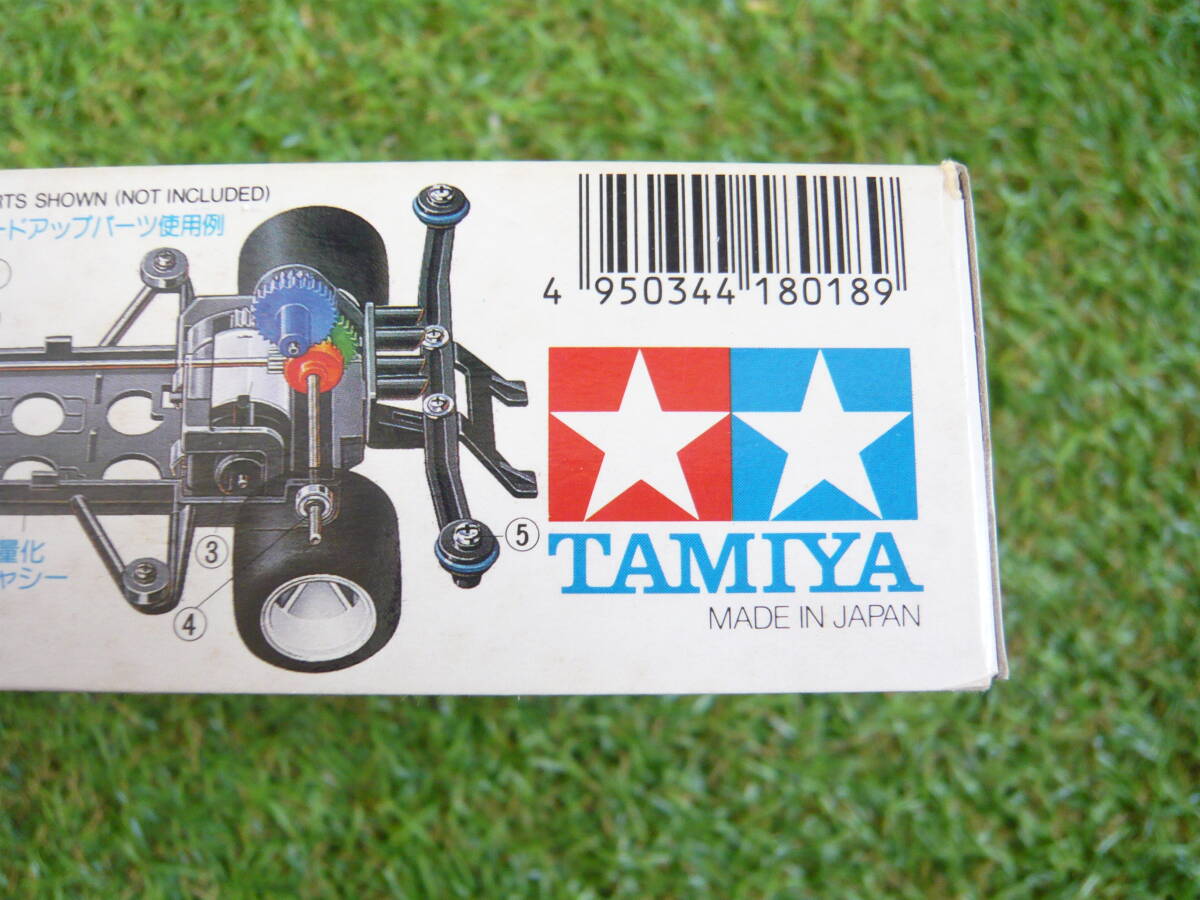 RTS SHOWN (NOT INCLUDED)
ードアップパーツ使用例
4 950344 180189
TAMIYA
MADE IN JAPAN
⑤
③
④
量化
ャシー